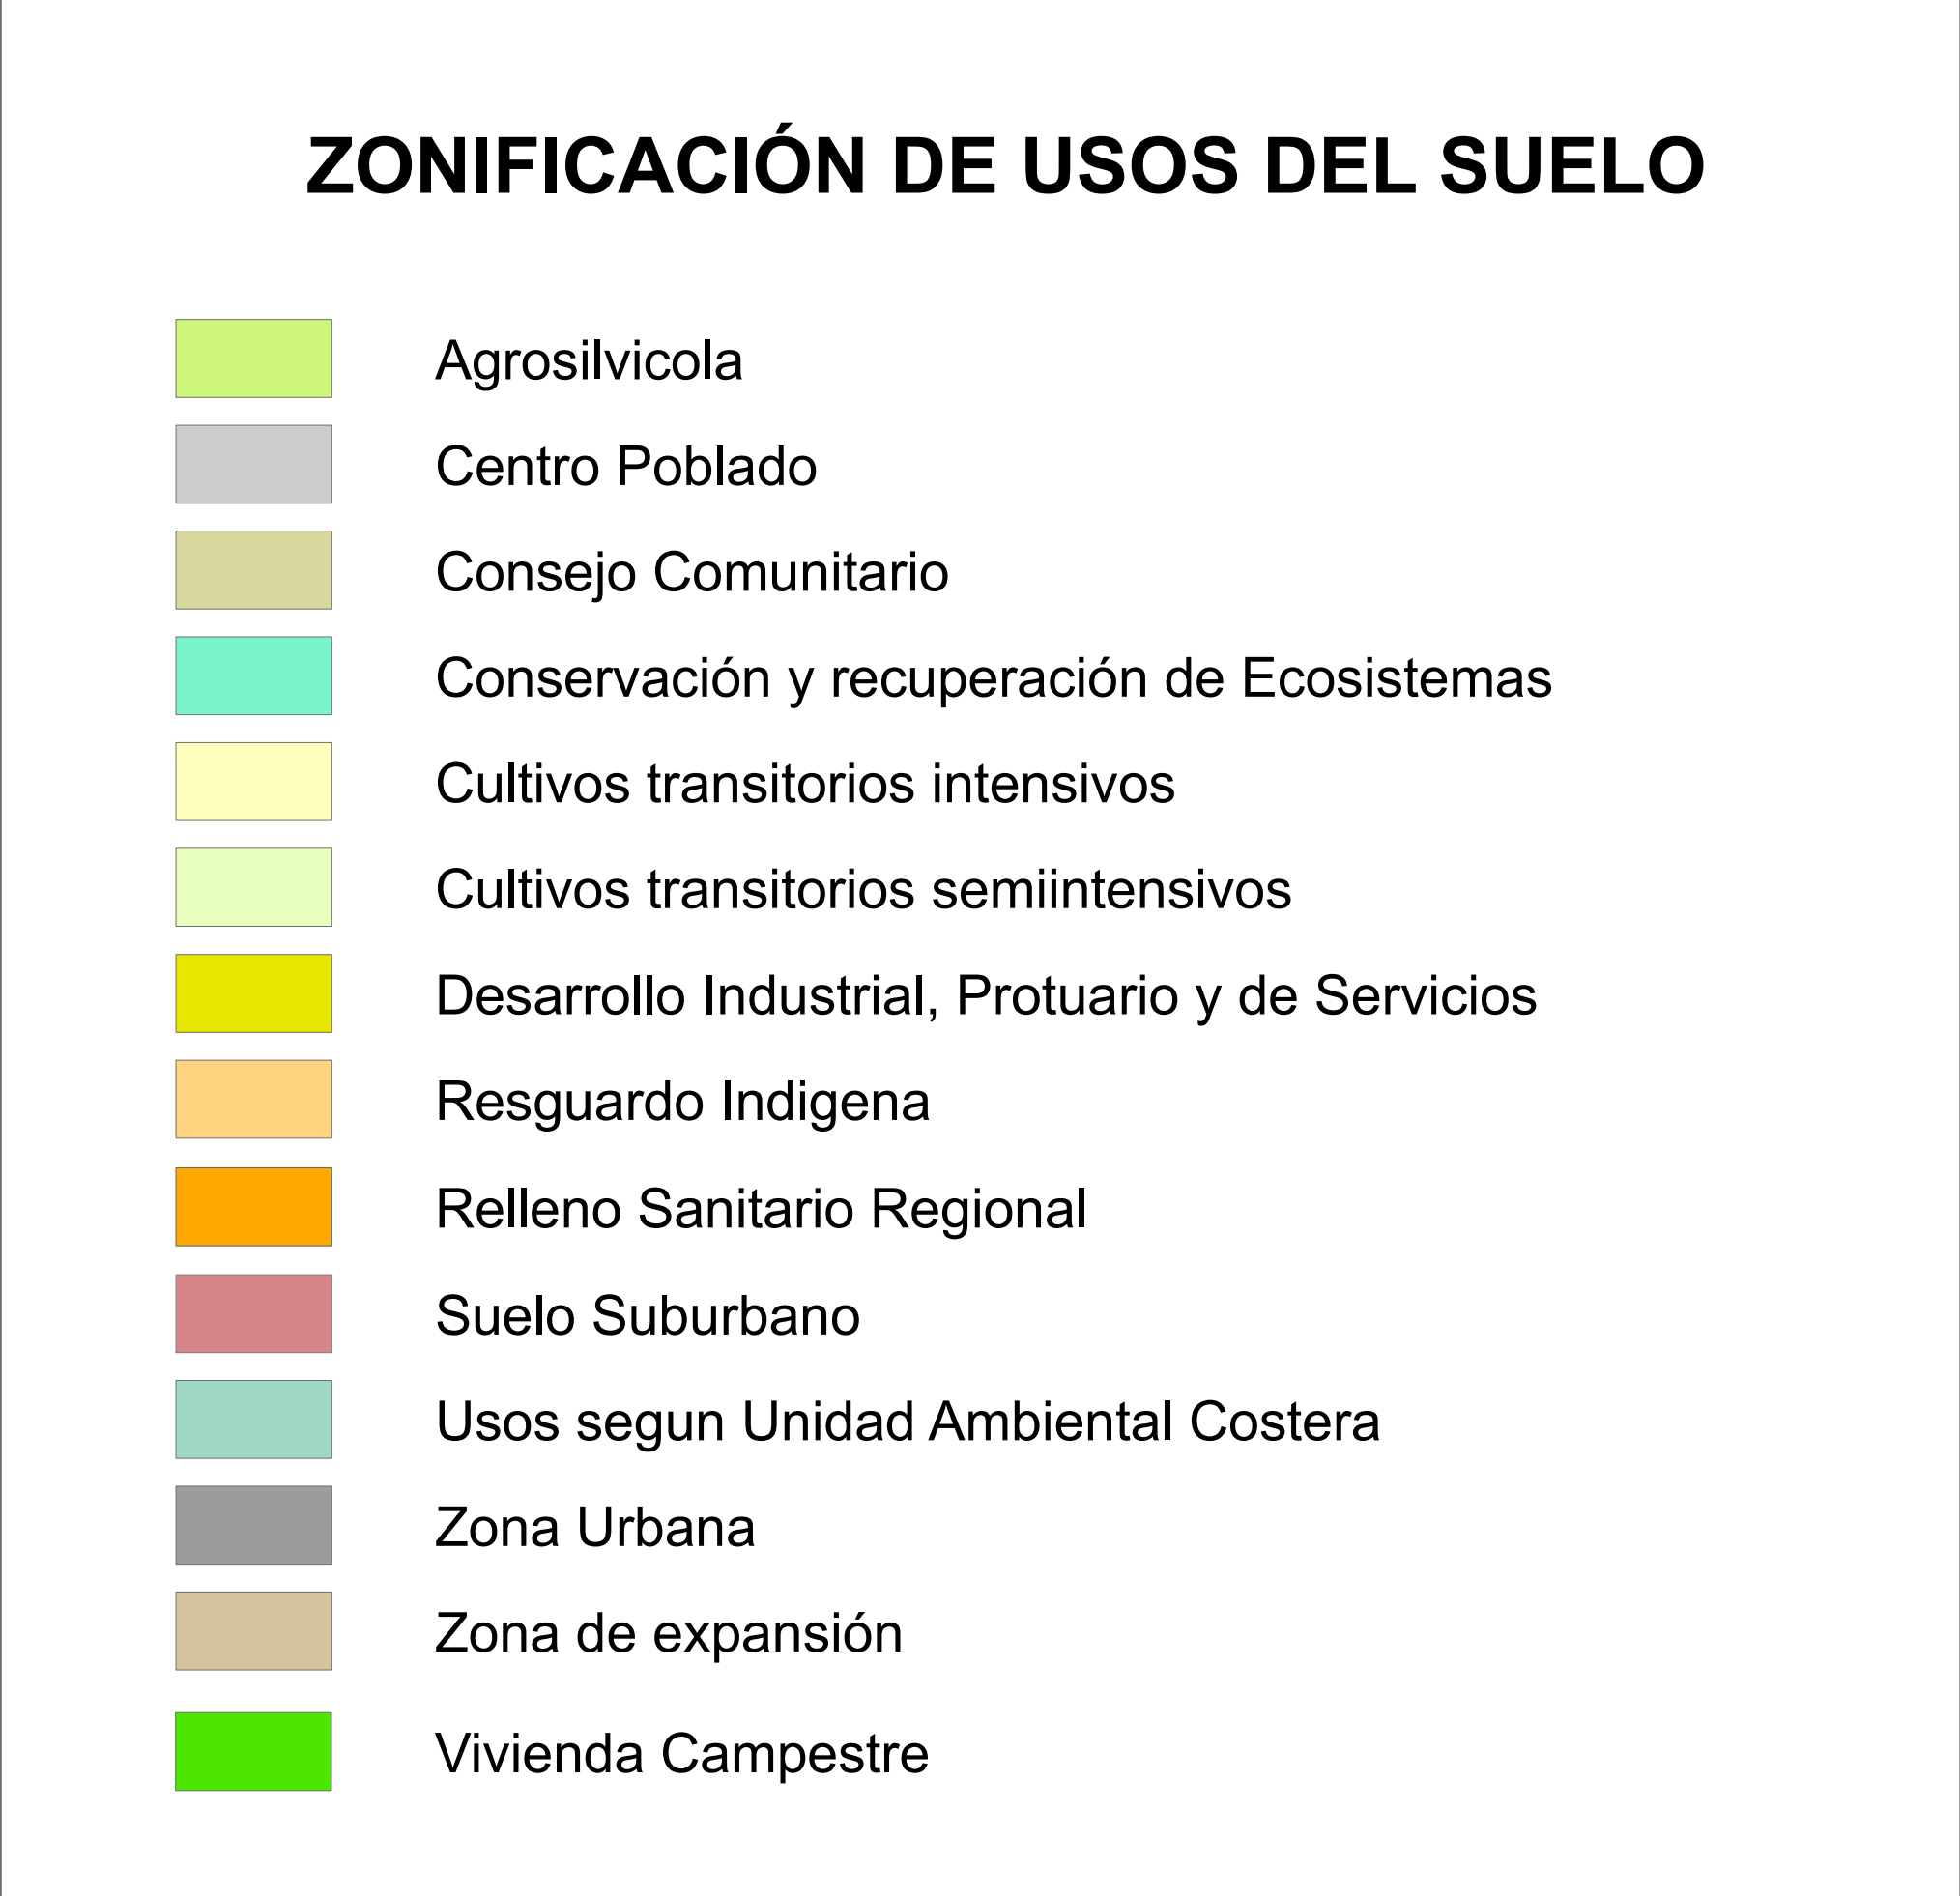 ZONIFICACIÓN DE USOS DEL SUELO
Agrosilvicola
Centro Poblado
Consejo Comunitario
Conservación y recuperación de Ecosistemas
Cultivos transitorios intensivos
Cultivos transitorios semiintensivos
Desarrollo Industrial, Protuario y de Servicios
Resguardo Indigena
Relleno Sanitario Regional
Suelo Suburbano
Usos segun Unidad Ambiental Costera
Zona Urbana
Zona de expansión
Vivienda Campestre